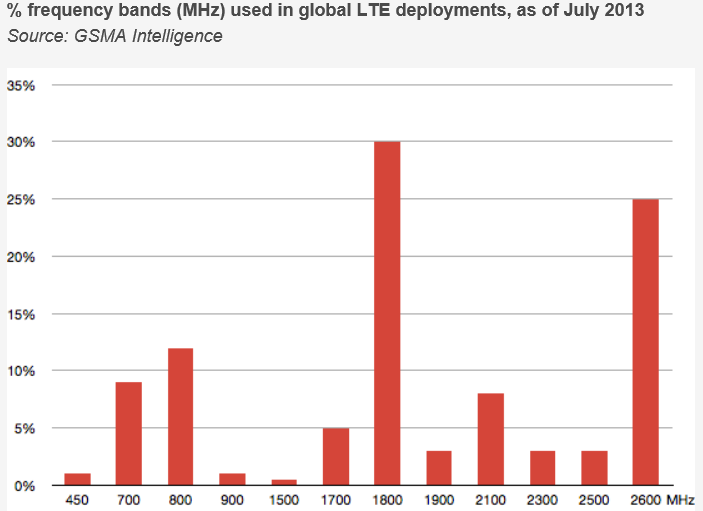 % frequency bands (MHz) used in global LTE deployments, as of July 2013
Source: GSMA Intelligence
35%
30%
25%
20%
15%
10%
5%
0%
450 700 800 900 1500 1700 1800 1900 2100 2300 2500 2600 MHz